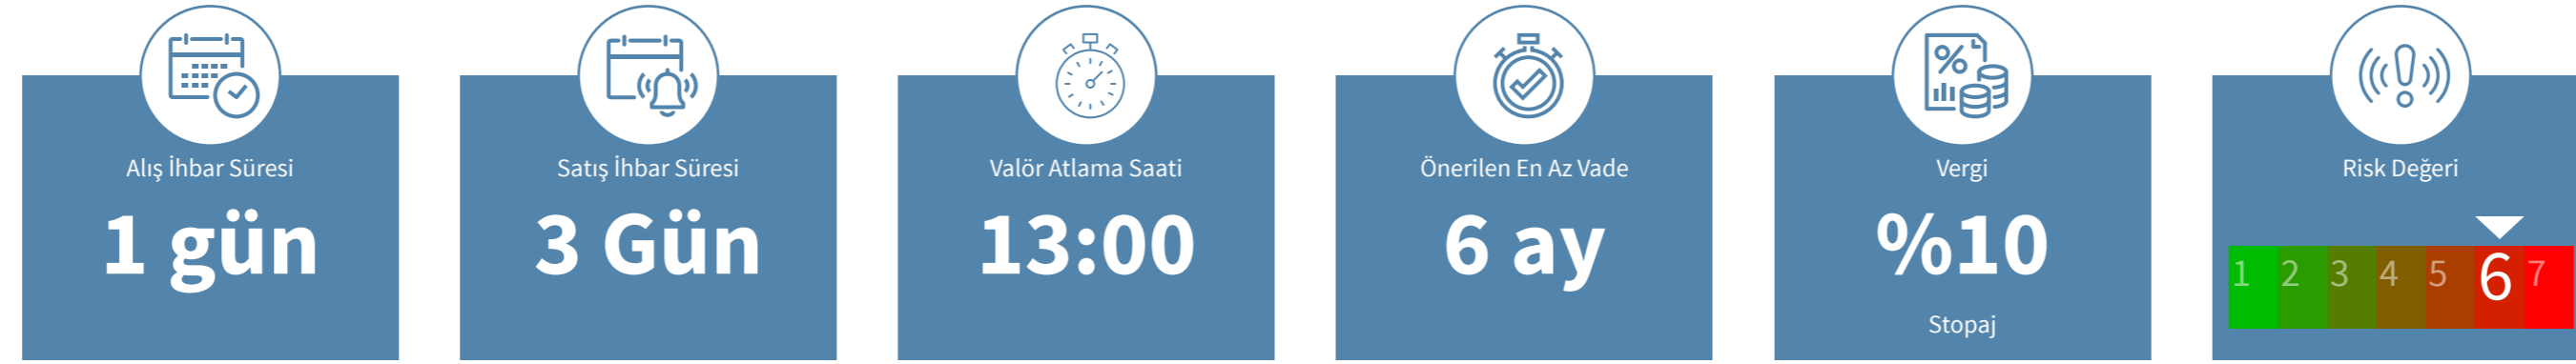 Alış İhbar Süresi
1 gün
Satış İhbar Süresi
3 Gün
Valör Atlama Saati
13:00
Önerilen En Az Vade
6 ay
Vergi
%10
Stopaj
Risk Değeri
1 2 3 4 5 6 7